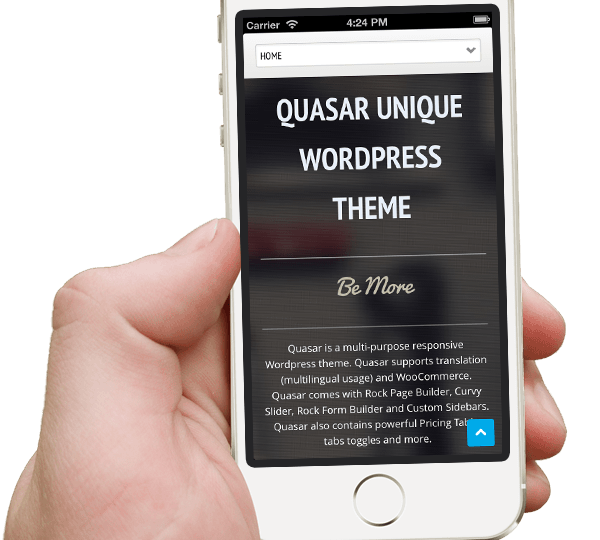 Carrier 4:24 PM
HOME
QUASAR UNIQUE
WORDPRESS
THEME
Be More
Quasar is a multi-purpose responsive
Wordpress theme. Quasar supports translation
(multilingual usage) and WooCommerce.
Quasar comes with Rock Page Builder, Curvy
Slider, Rock Form Builder and Custom Sidebars.
Quasar also contains powerful Pricing
tabs toggles and more.